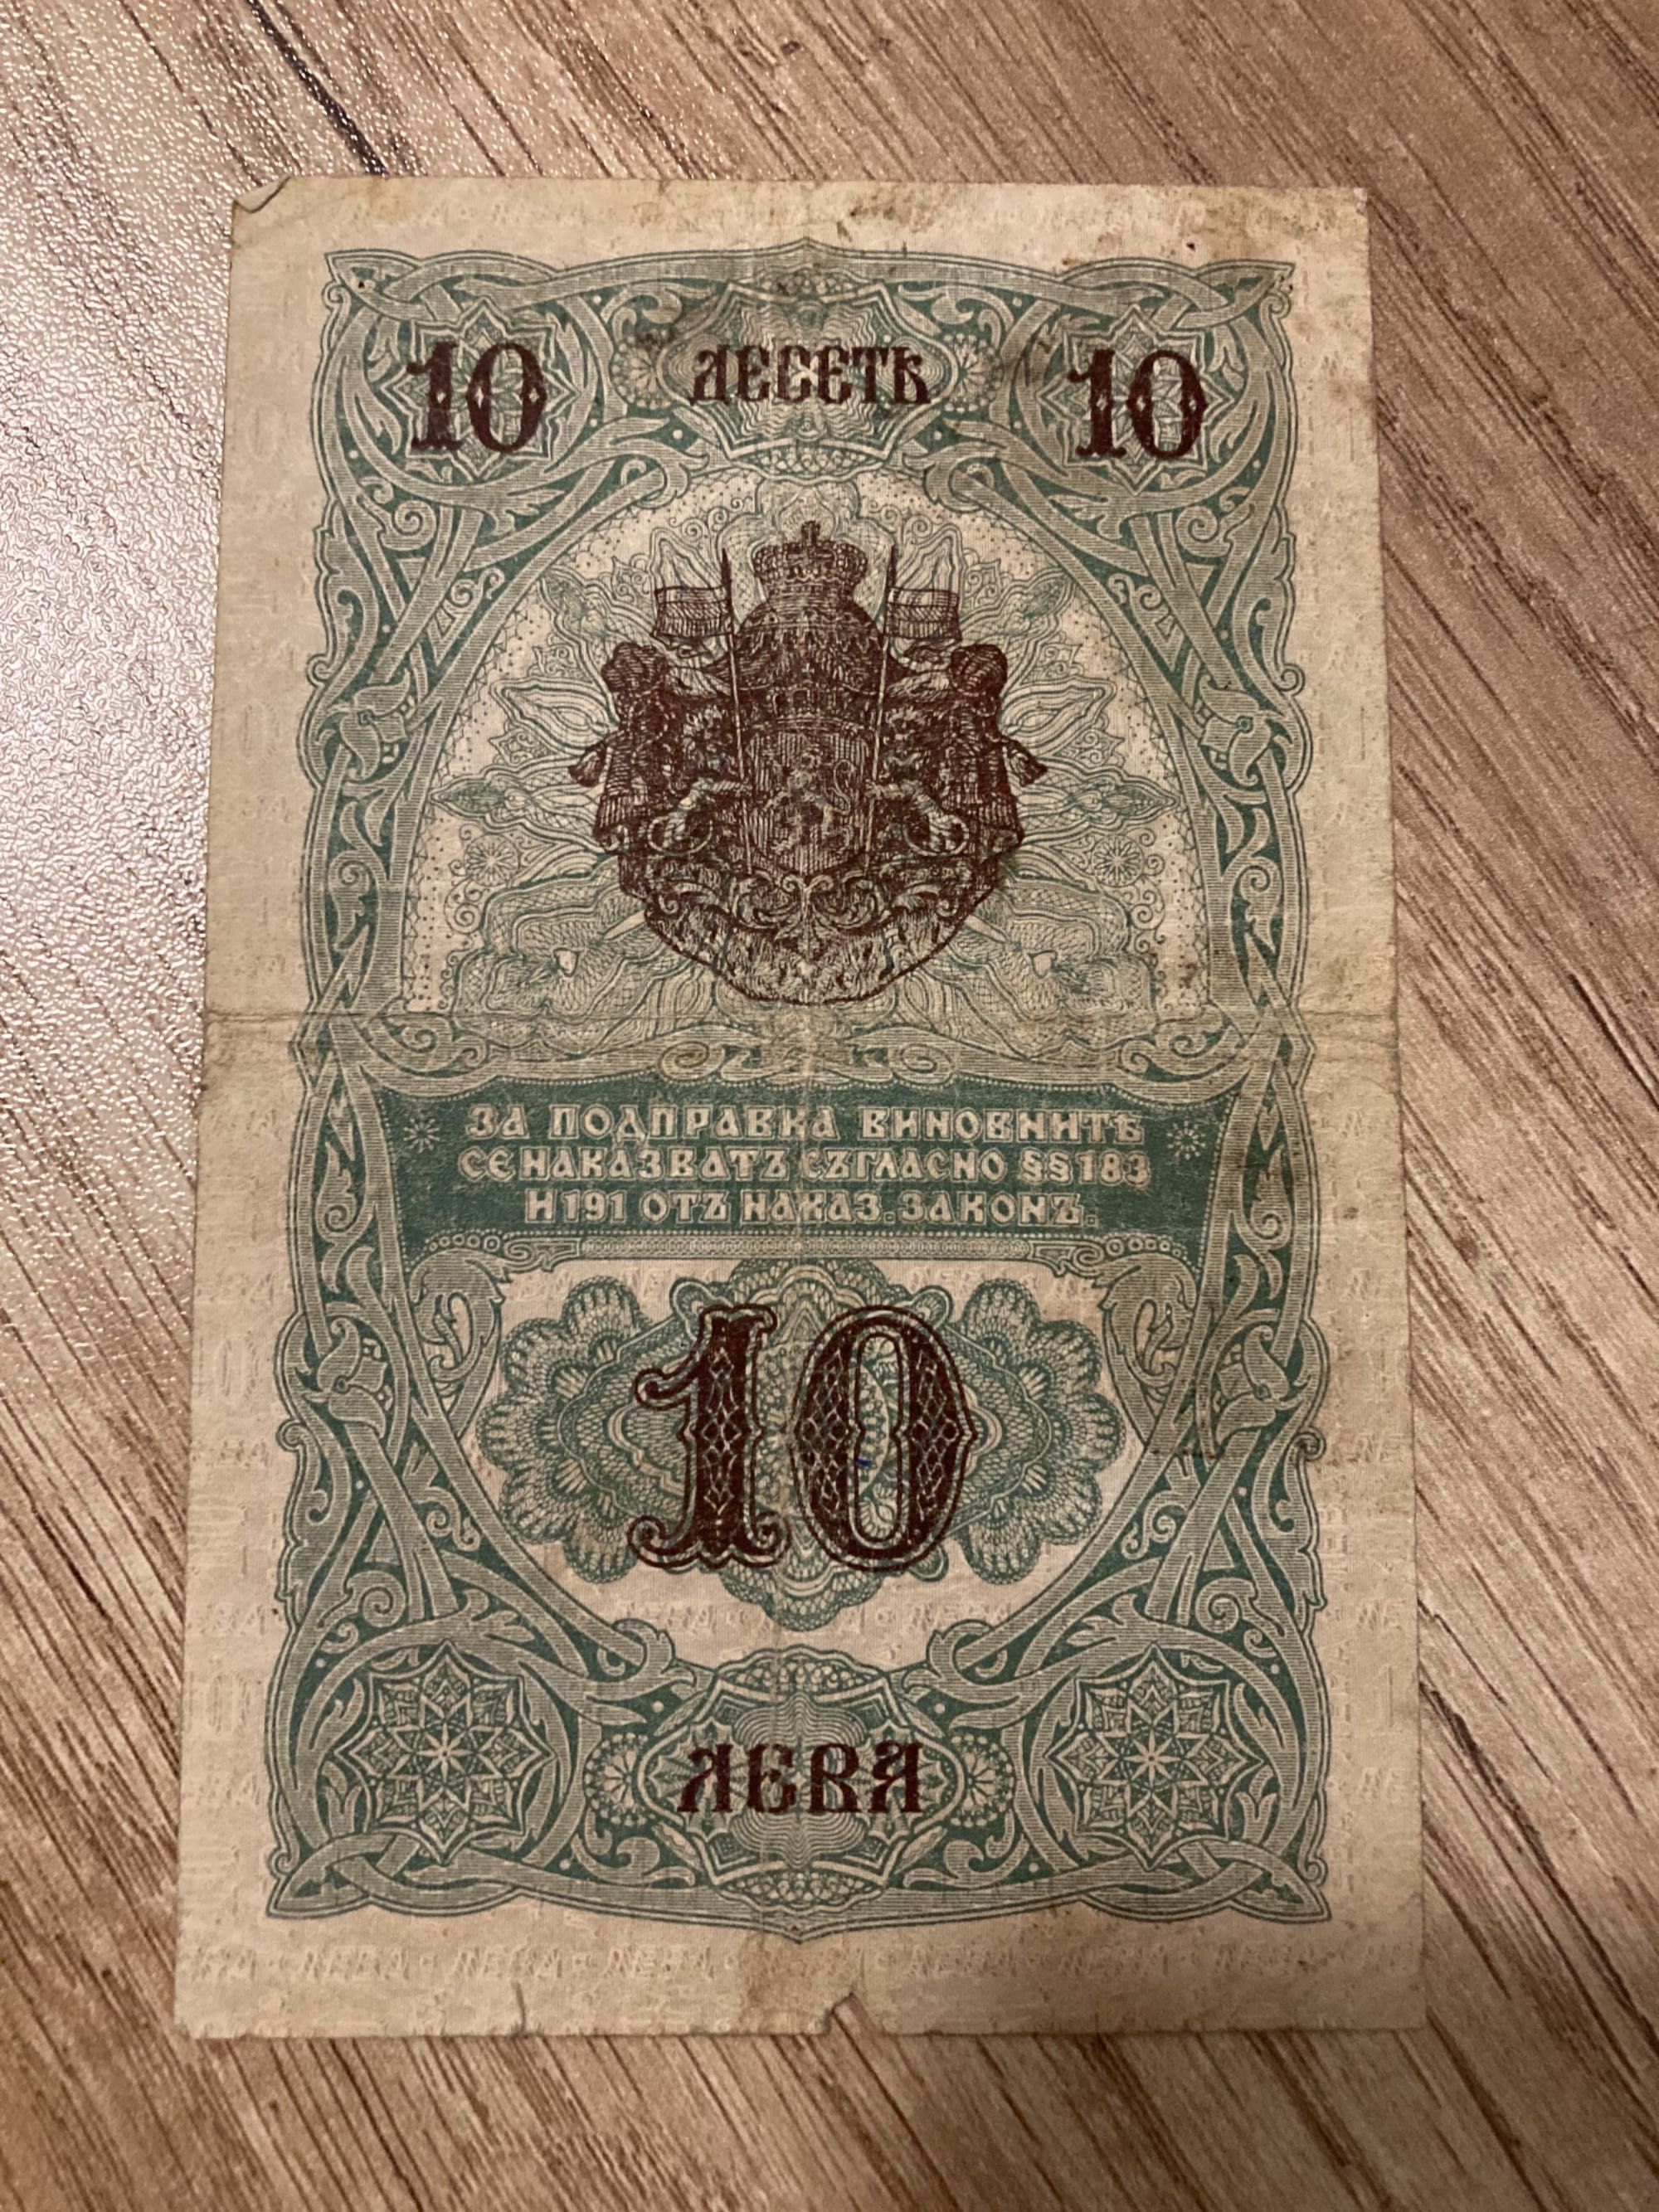 10 ДЕСЕТЬ 10
ЗА ПОДПРАВКА ВИНОВНИТѢ
СЕ НАКАЗВАТЪ СЪГЛАСНО §§183
И 191 ОТЪ НАКАЗ. ЗАКОНЪ.
10
ЛЕВА